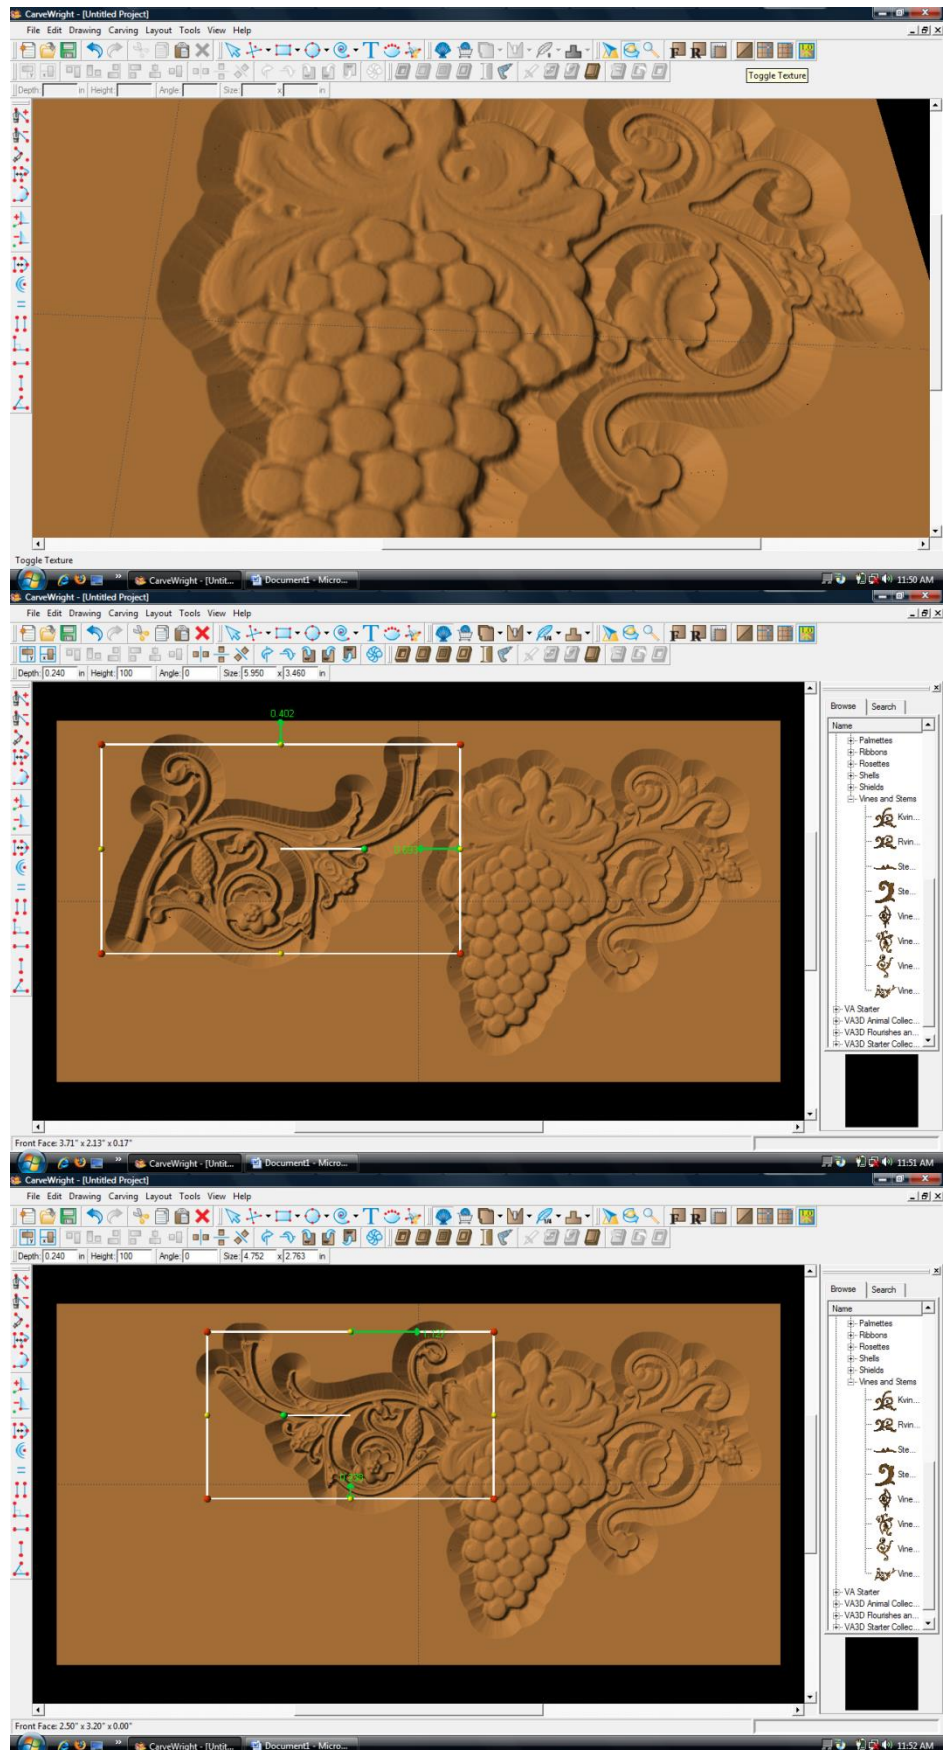 CarveWright - [Untitled Project]
File Edit Drawing Carving Layout Tools View Help
T F R
Toggle Texture
Depth: in Height: Angle: Size: x in
Toggle Texture
CarveWright - [Untit... Document1 - Micro... 11:50 AM
CarveWright - [Untitled Project]
File Edit Drawing Carving Layout Tools View Help
T F R
Depth: 0.240 in Height: 100 Angle: 0 Size: 5.950 x 3.460 in
Browse Search
Name
0.402
Palmettes
Ribbons
Rosettes
Shells
Shields
Vines and Stems
Kvin...
Rvin...
Ste...
Ste...
Vine...
Vine...
Vine...
Vine...
VA Starter
VA3D Animal Collec...
VA3D Flourishes an...
VA3D Starter Collec...
Front Face: 3.71" x 2.13" x 0.17"
CarveWright - [Untit... Document1 - Micro... 11:51 AM
CarveWright - [Untitled Project]
File Edit Drawing Carving Layout Tools View Help
T F R
Depth: 0.240 in Height: 100 Angle: 0 Size: 4.752 x 2.763 in
Browse Search
Name
Palmettes
Ribbons
Rosettes
Shells
Shields
Vines and Stems
Kvin...
Rvin...
Ste...
Ste...
Vine...
Vine...
Vine...
Vine...
VA Starter
VA3D Animal Collec...
VA3D Flourishes an...
VA3D Starter Collec...
Front Face: 2.50" x 3.20" x 0.00"
CarveWright - [Untit... Document1 - Micro... 11:52 AM